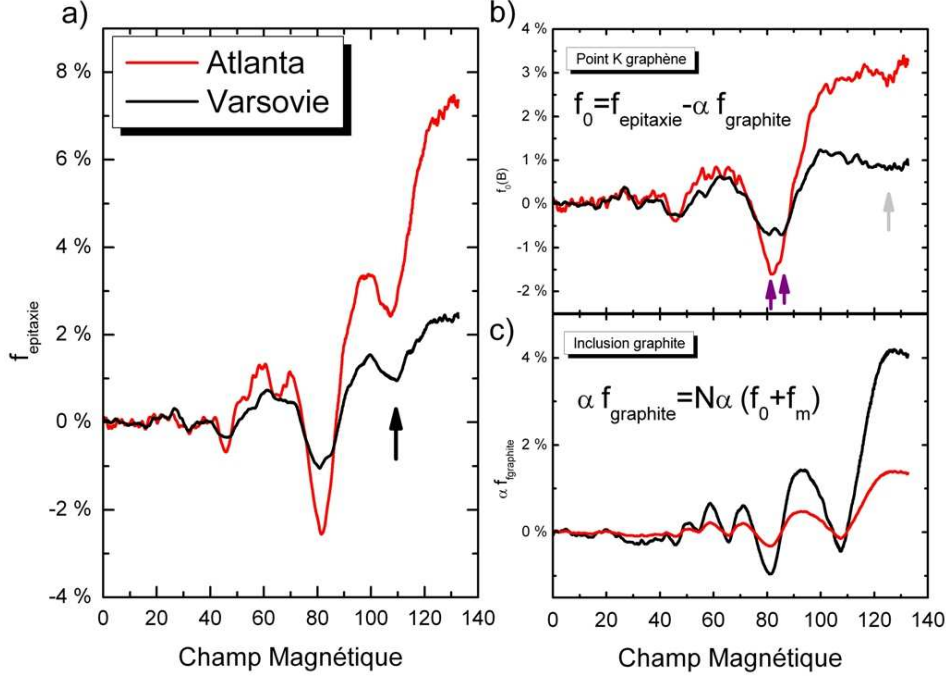 a)
Atlanta
Varsovie
8 %
6 %
4 %
2 %
0 %
-2 %
-4 %
f epitaxie
0 20 40 60 80 100 120 140
Champ Magnétique
b)
Point K graphène
f0=fepitaxie-α fgraphite
4 %
3 %
2 %
1 %
0 %
-1 %
-2 %
f0(B)
c)
Inclusion graphite
α fgraphite=Nα (f0+fm)
4 %
2 %
0 %
α ffgraphite
0 20 40 60 80 100 120 140
Champ Magnétique